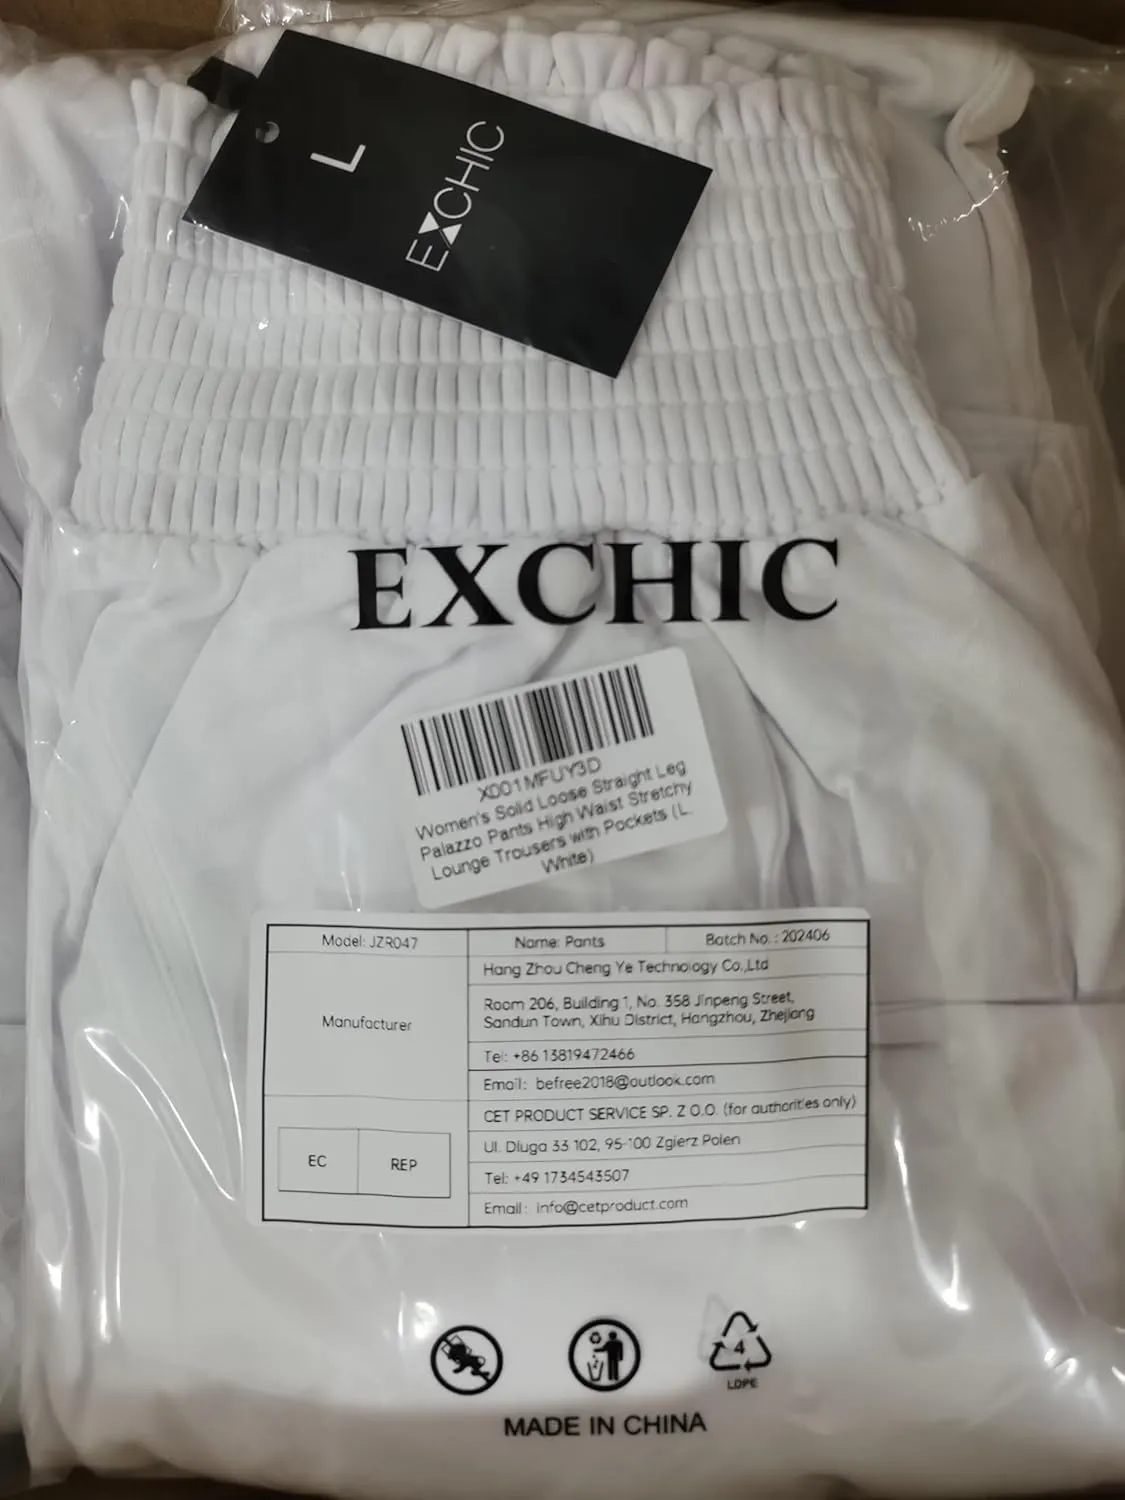 L
EXCHIC
EXCHIC
X001MFUY3D
Women's Solid Loose Straight Leg
Palazzo Pants High Waist Stretchy
Lounge Trousers with Pockets (L.
White)
Model: JZR047
Name: Pants
Batch No.: 202406
Manufacturer
Hang Zhou Cheng Ye Technology Co.,Ltd
Room 206, Building 1, No. 358 Jinpeng Street,
Sandun Town, Xihu District, Hangzhou, Zhejiang
Tel: +86 13819472466
Email: befree2018@outlook.com
EC
REP
CET PRODUCT SERVICE SP. Z O.O. (for authorities only)
Ul. Dluga 33 102, 95-100 Zgierz Polen
Tel: +49 1734543507
Email: info@cetproduct.com
4
LDPE
MADE IN CHINA